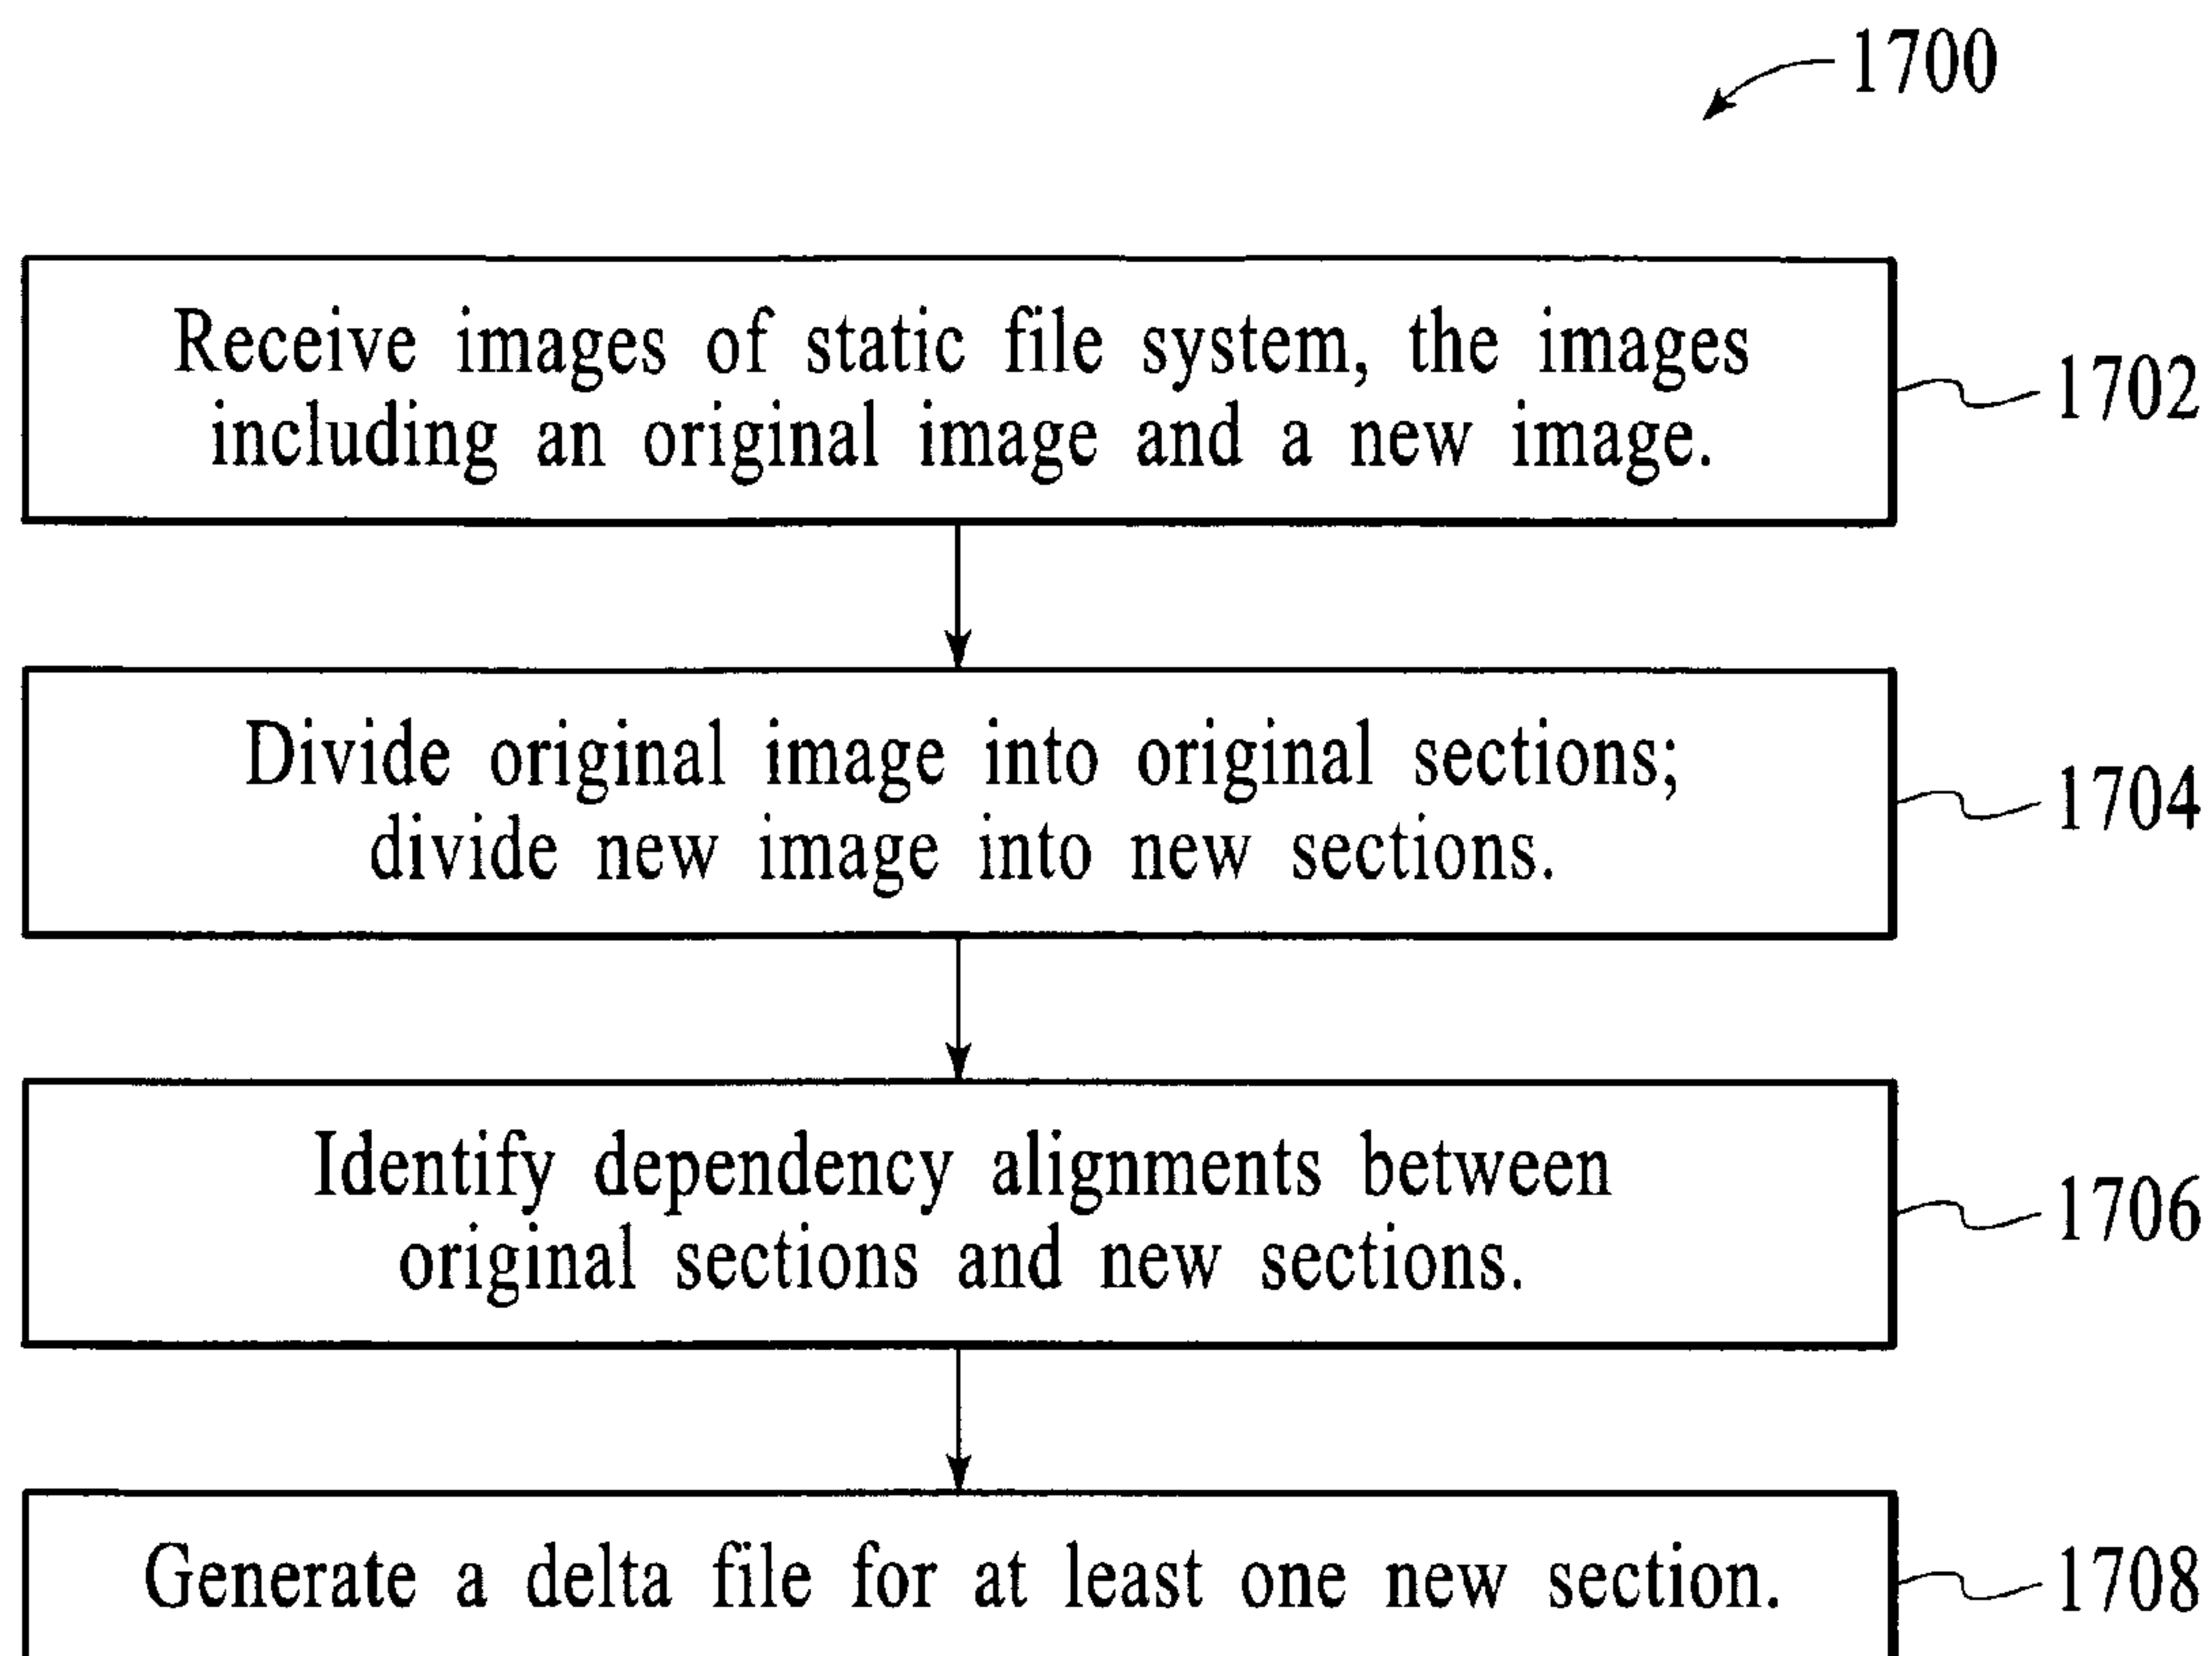 1700
Receive images of static file system, the images
including an original image and a new image.
1702
Divide original image into original sections;
divide new image into new sections.
1704
Identify dependency alignments between
original sections and new sections.
1706
Generate a delta file for at least one new section.
1708